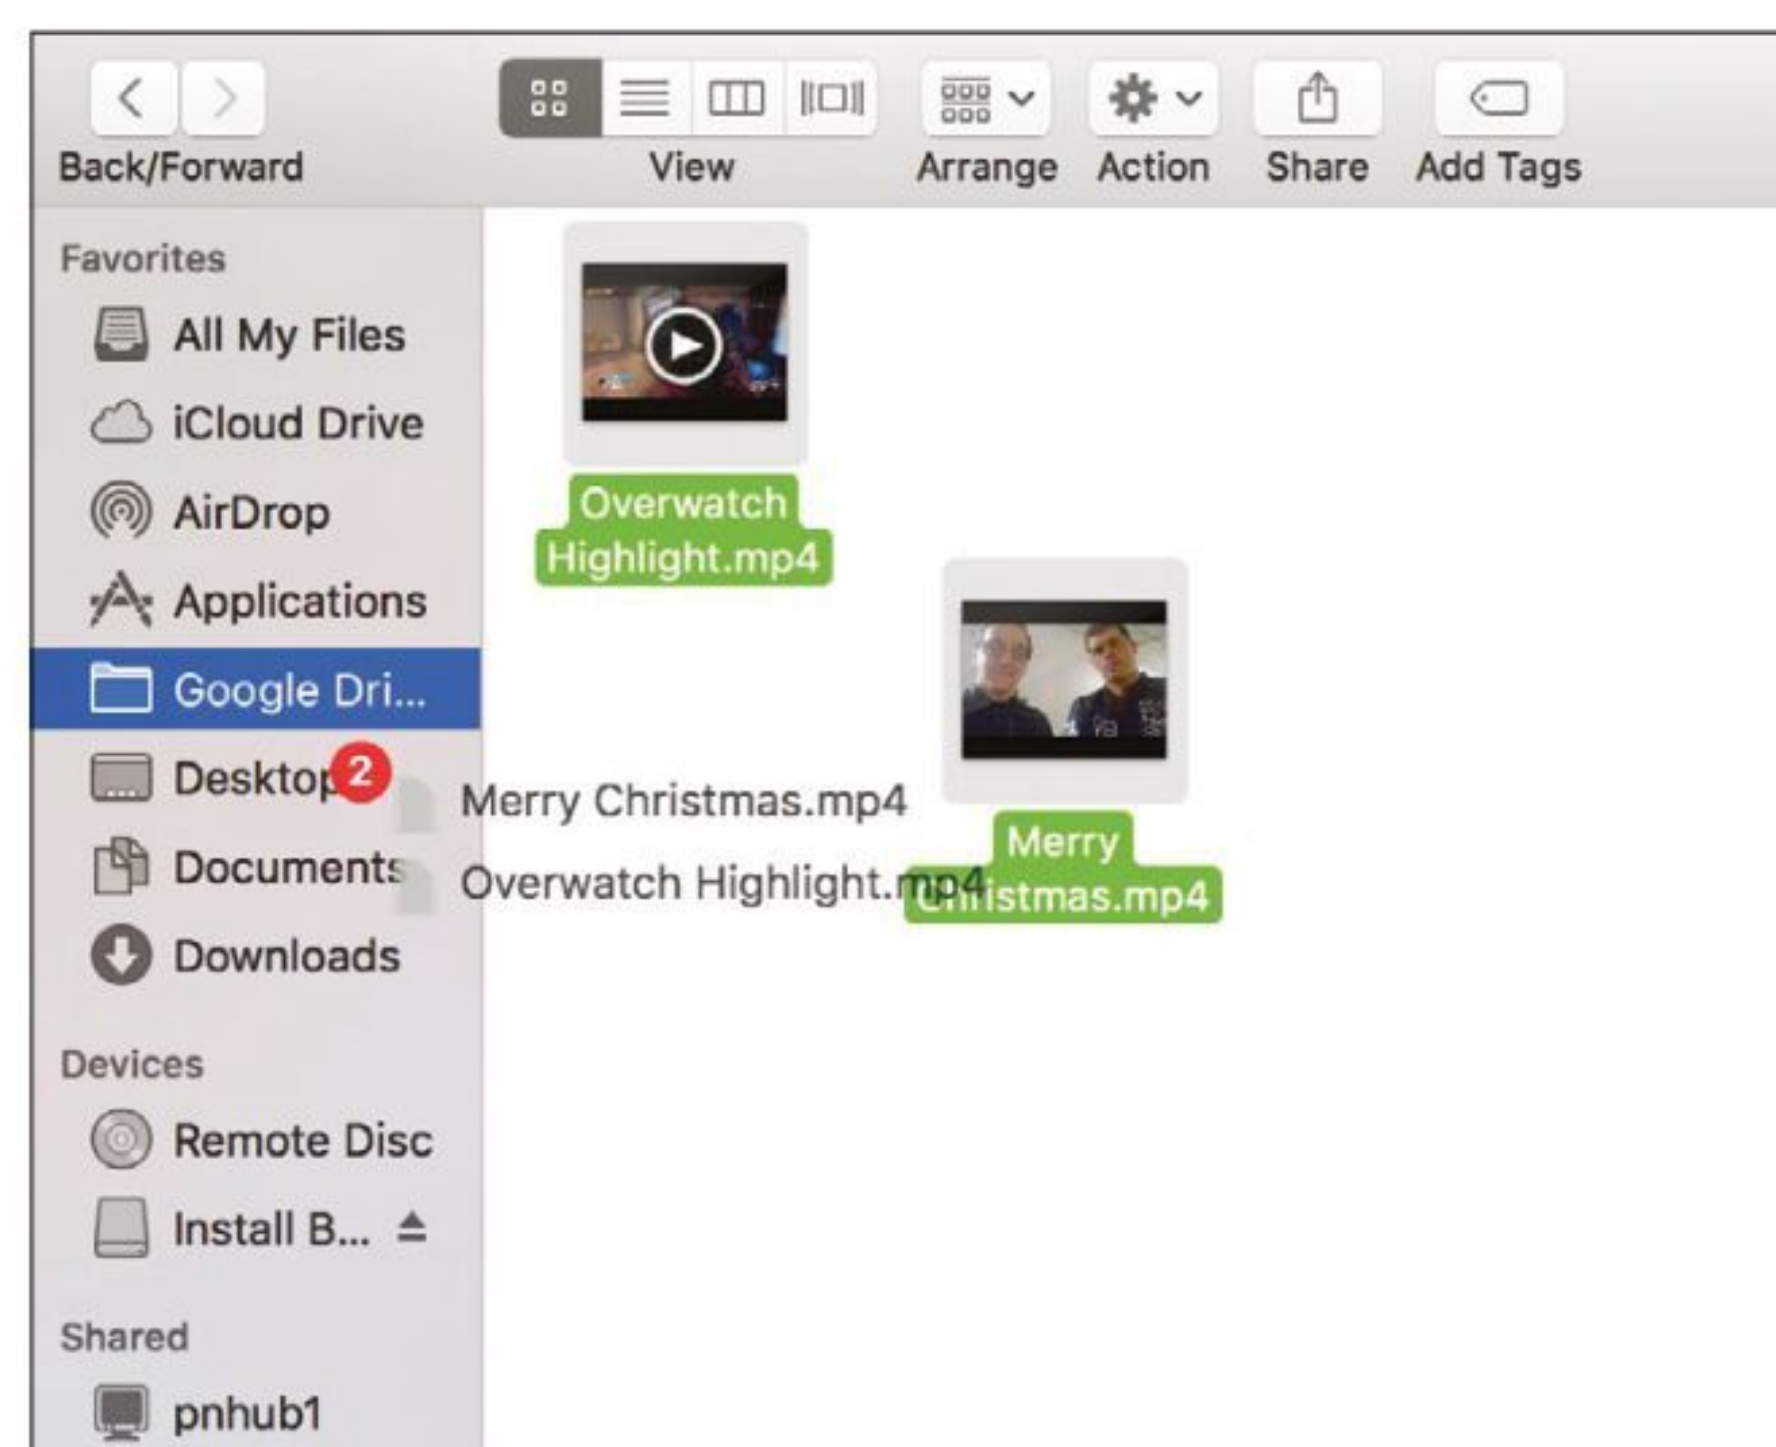 Back/Forward
View
Arrange
Action
Share
Add Tags
Favorites
All My Files
iCloud Drive
AirDrop
Applications
Google Dri...
Desktop
2
Documents
Downloads
Devices
Remote Disc
Install B...
Shared
pnhub1
Overwatch
Highlight.mp4
Merry Christmas.mp4
Overwatch Highlight.mp4
Merry
Christmas.mp4